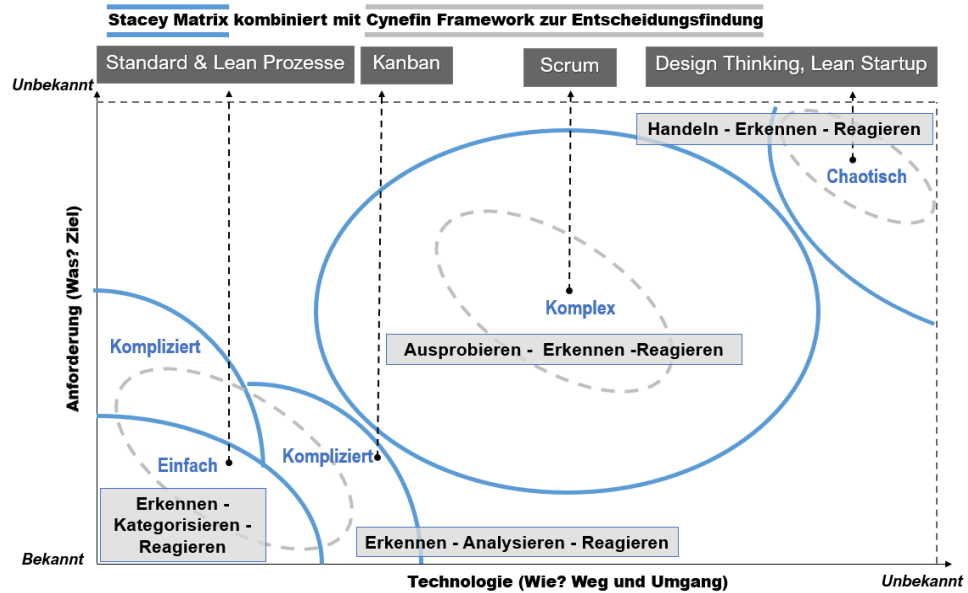 Stacey Matrix kombiniert mit Cynefin Framework zur Entscheidungsfindung
Standard & Lean Prozesse
Kanban
Scrum
Design Thinking, Lean Startup
Unbekannt
Handeln - Erkennen - Reagieren
Chaotisch
Anforderung (Was? Ziel)
Komplex
Kompliziert
Ausprobieren - Erkennen -Reagieren
Einfach
Kompliziert
Erkennen -
Kategorisieren -
Reagieren
Erkennen - Analysieren - Reagieren
Bekannt
Technologie (Wie? Weg und Umgang)
Unbekannt